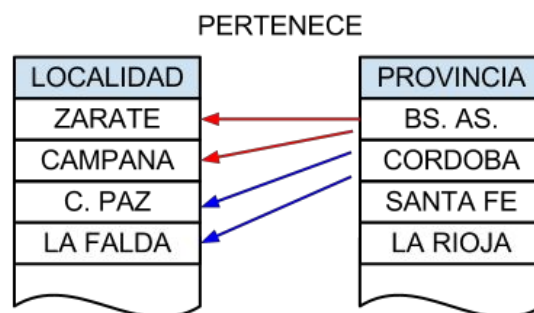 PERTENECE
LOCALIDAD
ZARATE
CAMPANA
C. PAZ
LA FALDA
PROVINCIA
BS. AS.
CORDOBA
SANTA FE
LA RIOJA